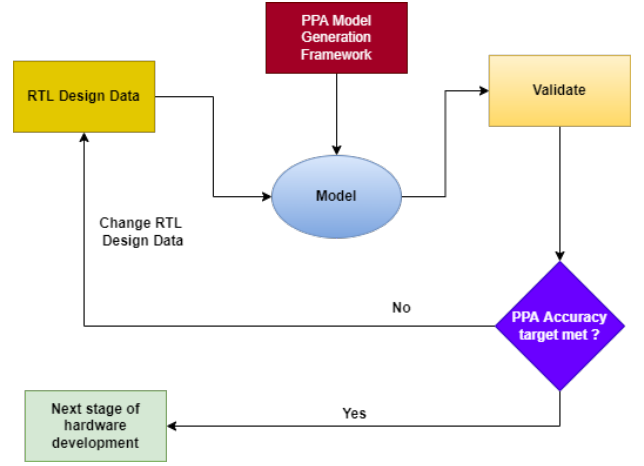 PPA Model
Generation
Framework
RTL Design Data
Validate
Model
Change RTL
Design Data
PPA Accuracy
target met ?
No
Next stage of
hardware
development
Yes